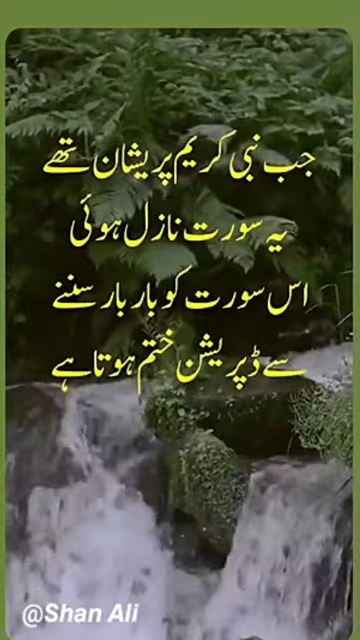 جب نبی کریم پریشان تھے
یہ سورت نازل ہوئی
اس سورت کو بار بار سننے
سے ڈپریشن ختم ہوتا ہے
@Shan Ali